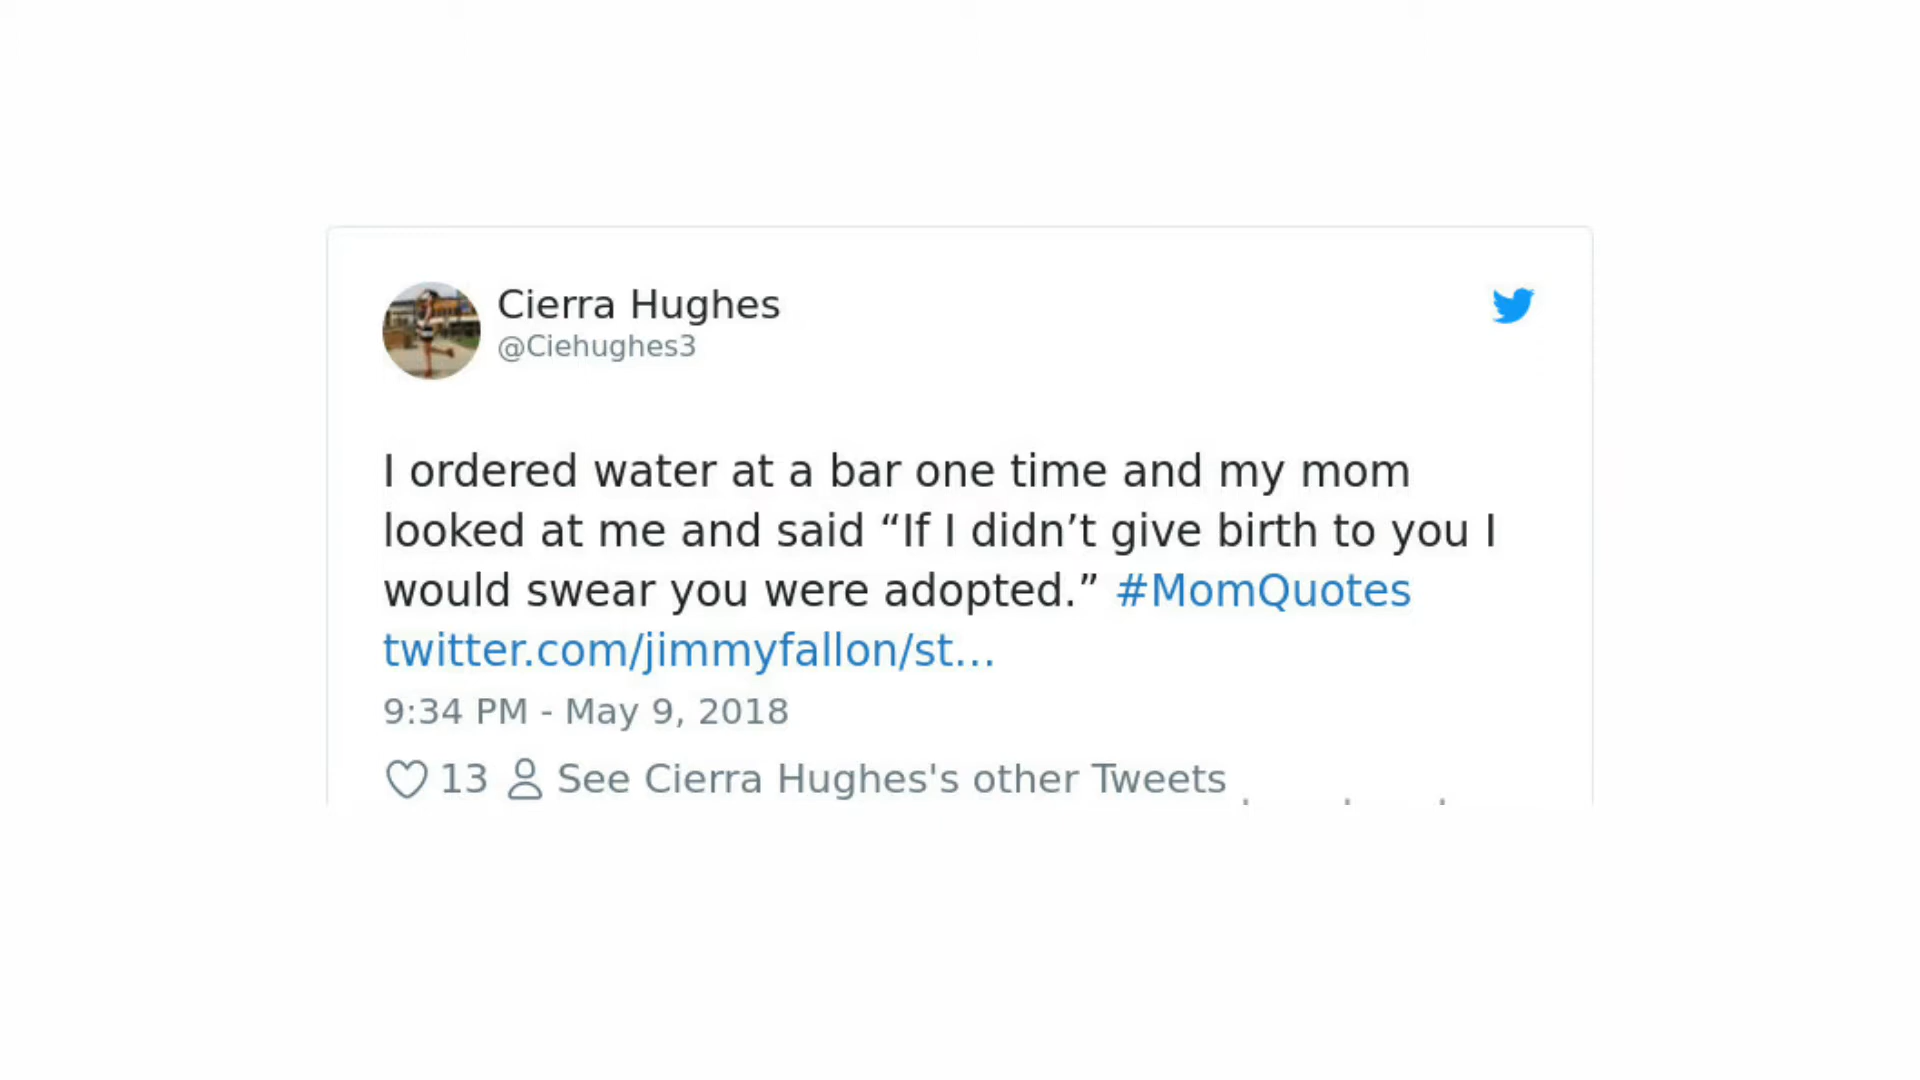 Cierra Hughes
@Ciehughes3
I ordered water at a bar one time and my mom
looked at me and said “If I didn’t give birth to you I
would swear you were adopted.” #MomQuotes
twitter.com/jimmyfallon/st…
9:34 PM - May 9, 2018
13 See Cierra Hughes's other Tweets